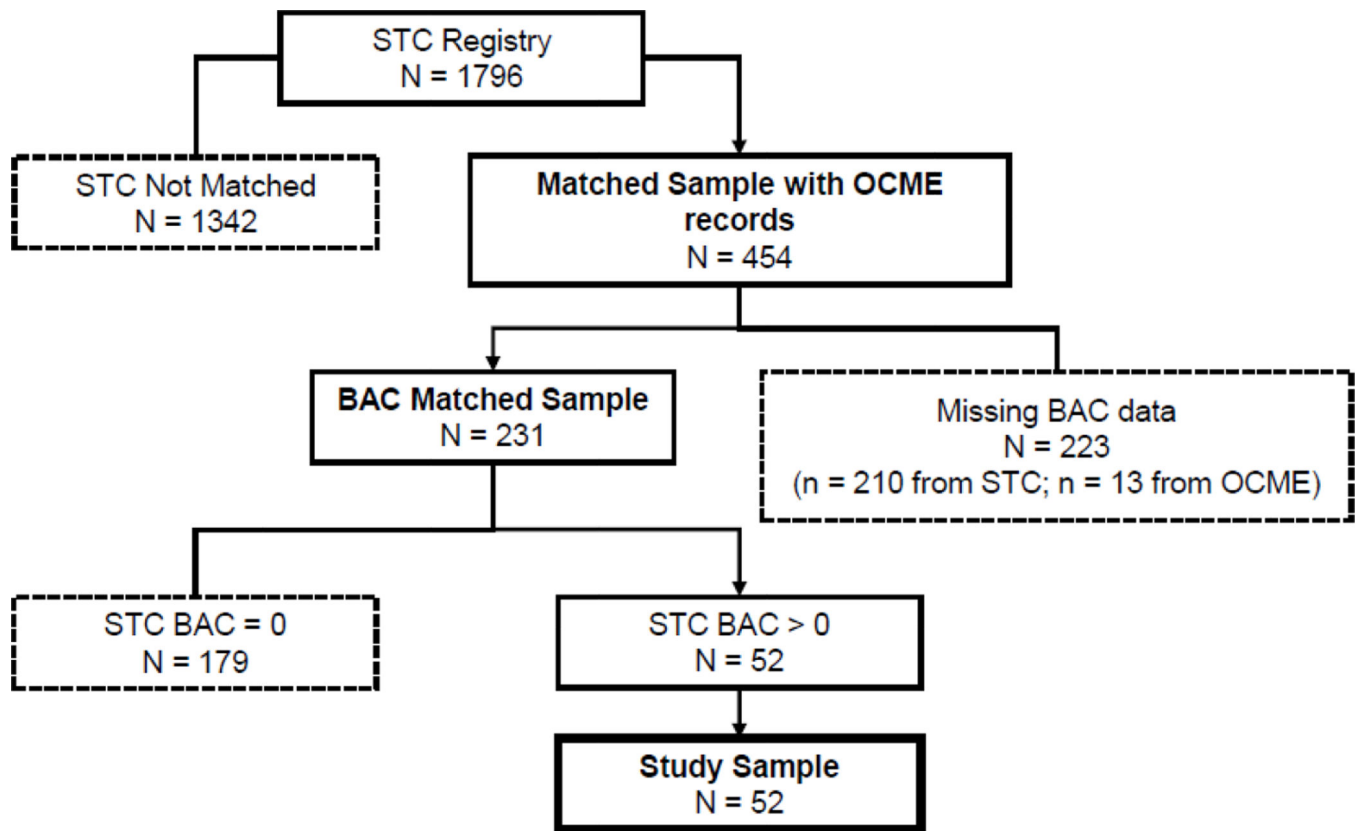 STC Registry
N = 1796
STC Not Matched
N = 1342
Matched Sample with OCME
records
N = 454
BAC Matched Sample
N = 231
Missing BAC data
N = 223
(n = 210 from STC; n = 13 from OCME)
STC BAC = 0
N = 179
STC BAC > 0
N = 52
Study Sample
N = 52